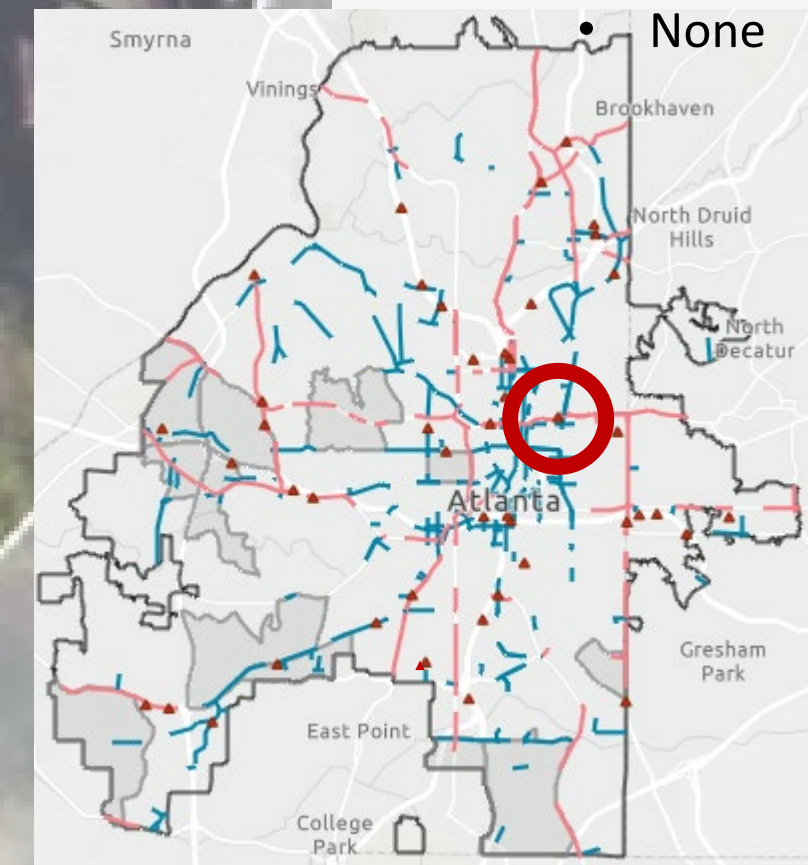 • None
Smyrna
Vinings
Brookhaven
North Druid
Hills
North
Decatur
Atlanta
Gresham
Park
East Point
College
Park